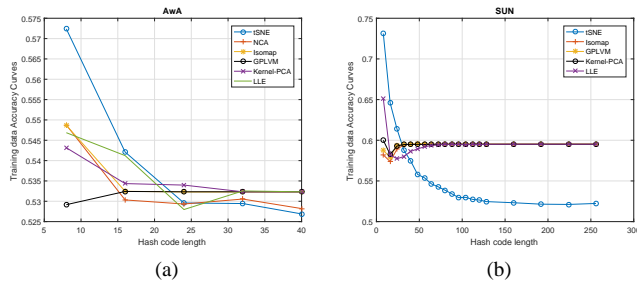 AwA
Training data Accuracy Curves
0.575
0.57
0.565
0.56
0.555
0.55
0.545
0.54
0.535
0.53
0.525
5 10 15 20 25 30 35 40
Hash code length
tSNE
NCA
Isomap
GPLVM
Kernel-PCA
LLE
(a)
SUN
Training data Accuracy Curves
0.75
0.7
0.65
0.6
0.55
0.5
0 50 100 150 200 250 300
Hash code length
tSNE
Isomap
GPLVM
Kernel-PCA
LLE
(b)